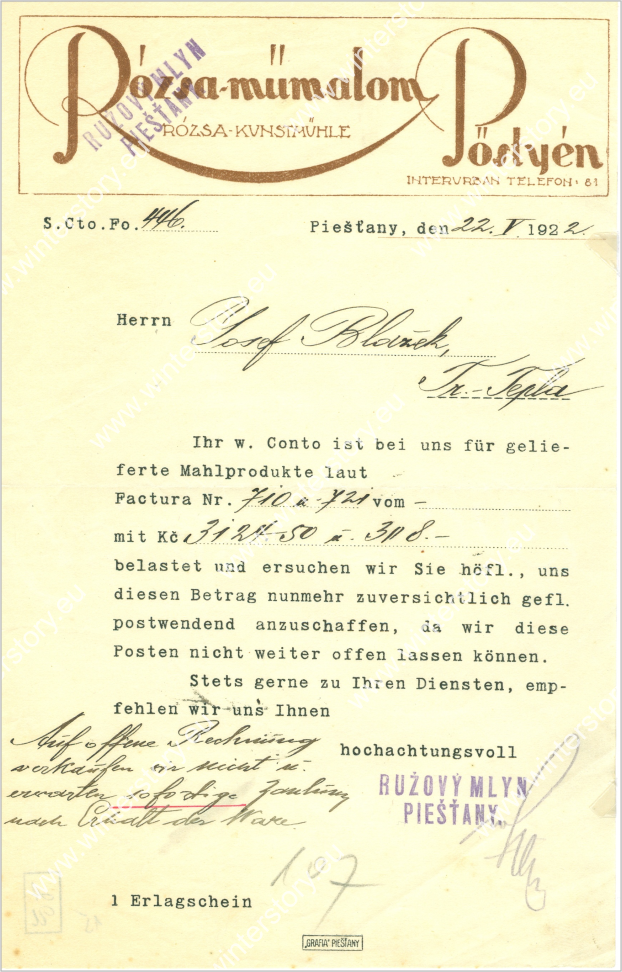 Rózsa-műmalom Pöstyén
RÓZSA-KUNSTMÜHLE
INTERURBAN TELEFON: 81
RUŽOVÝ MLYN
PIEŠŤANY
S.Cto.Fo. 446.
Piešťany, den 22. V. 1922.
Herrn Josef Blažek,
Tr.-Tepla
Ihr w. Conto ist bei uns für gelie-
ferte Mahlprodukte laut
Factura Nr. 710 u. 721 vom —
mit Kč 3124.50 u. 308.-
belastet und ersuchen wir Sie höfl., uns
diesen Betrag nunmehr zuversichtlich gefl.
postwendend anzuschaffen, da wir diese
Posten nicht weiter offen lassen können.
Stets gerne zu Ihren Diensten, emp-
fehlen wir uns Ihnen
hochachtungsvoll
RUŽOVÝ MLYN
PIEŠŤANY.
Auf offene Rechnung
verkaufen wir nicht u.
erwarten sofortige Zahlung
nach Erhalt der Ware
107
1 Erlagschein
„GRAFIA" PIEŠŤANY
www.winterstory.eu